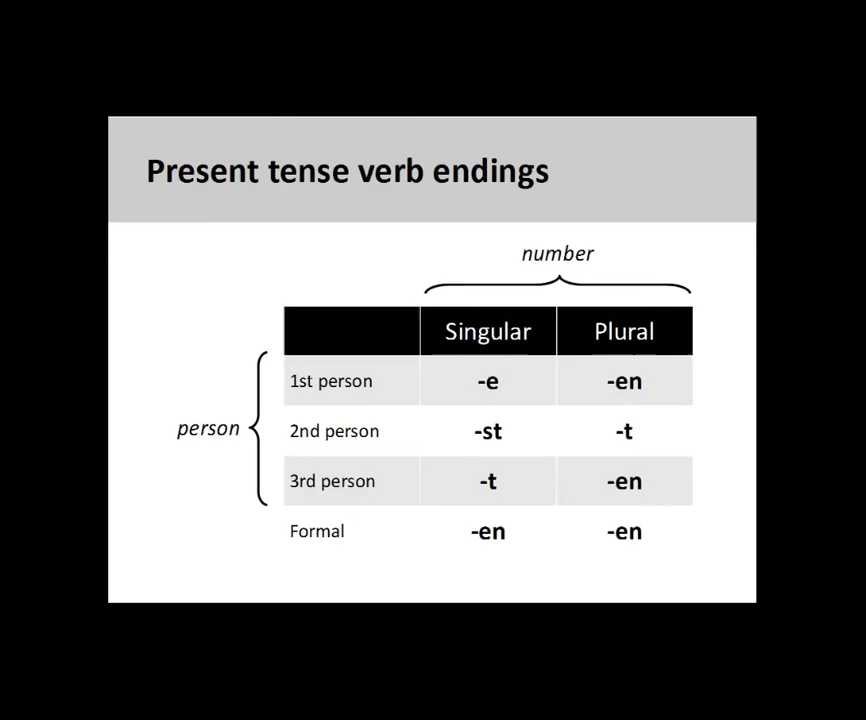 Present tense verb endings
number
Singular Plural
1st person -e -en
person
2nd person -st -t
3rd person -t -en
Formal -en -en